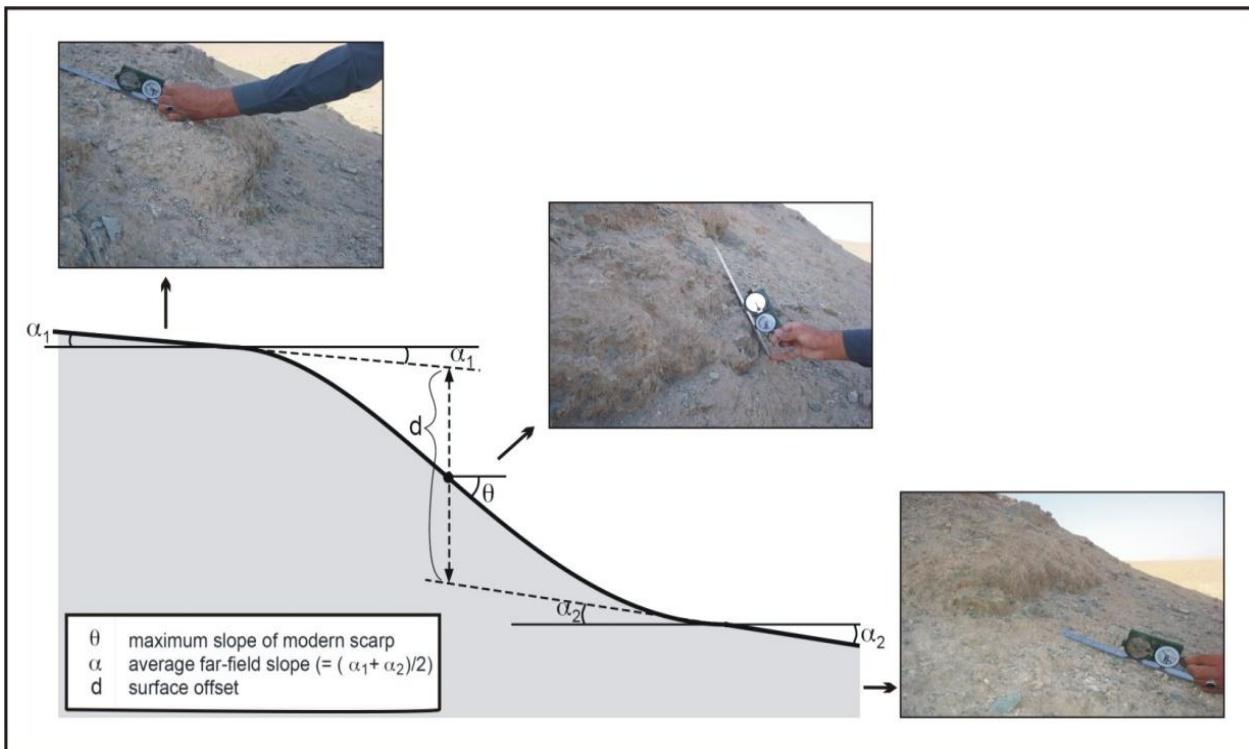 α₁
α₁
d
θ
α₂
α₂
θ maximum slope of modern scarp
α average far-field slope (= ( α₁+ α₂)/2)
d surface offset